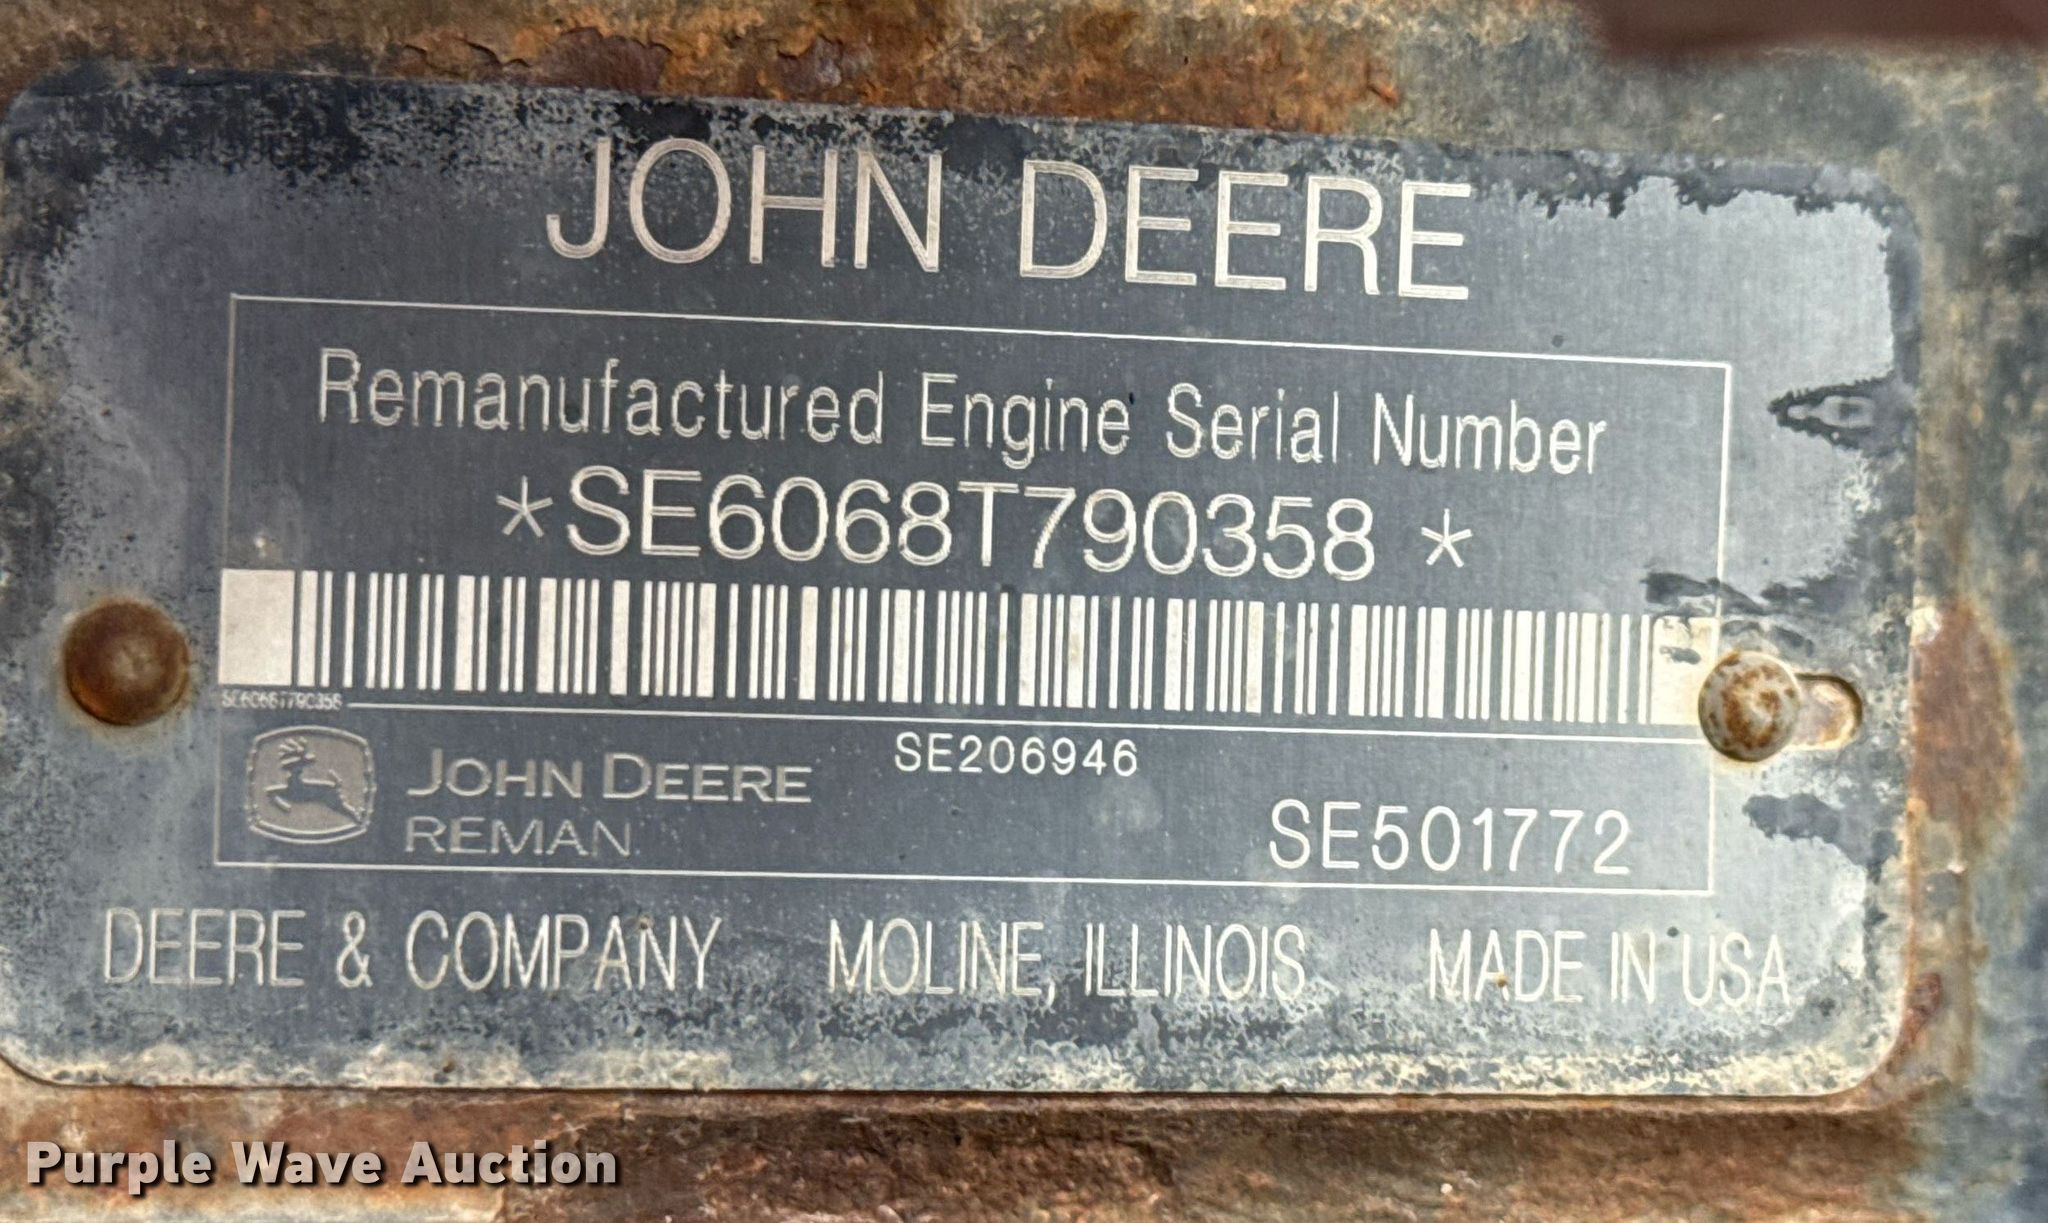 JOHN DEERE
Remanufactured Engine Serial Number
*SE6068T790358 *
SE6068T790358
SE206946
JOHN DEERE
REMAN
SE501772
DEERE & COMPANY MOLINE, ILLINOIS MADE IN USA
Purple Wave Auction